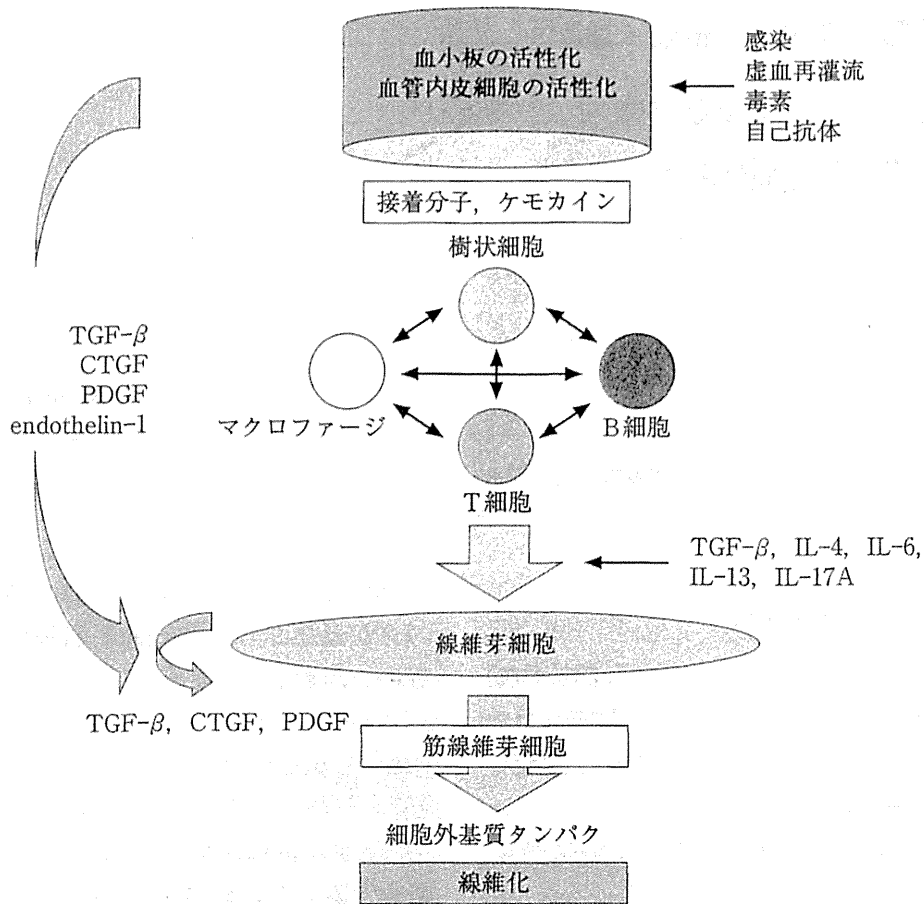 血小板の活性化
血管内皮細胞の活性化
感染
虚血再灌流
毒素
自己抗体
接着分子，ケモカイン
樹状細胞
TGF-β
CTGF
PDGF
endothelin-1
マクロファージ
B細胞
T細胞
TGF-β，IL-4，IL-6，
IL-13，IL-17A
線維芽細胞
TGF-β，CTGF，PDGF
筋線維芽細胞
細胞外基質タンパク
線維化